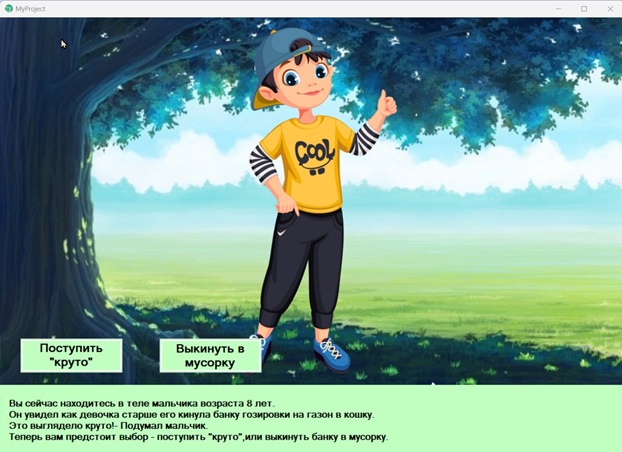 MyProject
COOL
Поступить
"круто"
Выкинуть в
мусорку
Вы сейчас находитесь в теле мальчика возраста 8 лет.
Он увидел как девочка старше его кинула банку гозировки на газон в кошку.
Это выглядело круто!- Подумал мальчик.
Теперь вам предстоит выбор - поступить "круто",или выкинуть банку в мусорку.